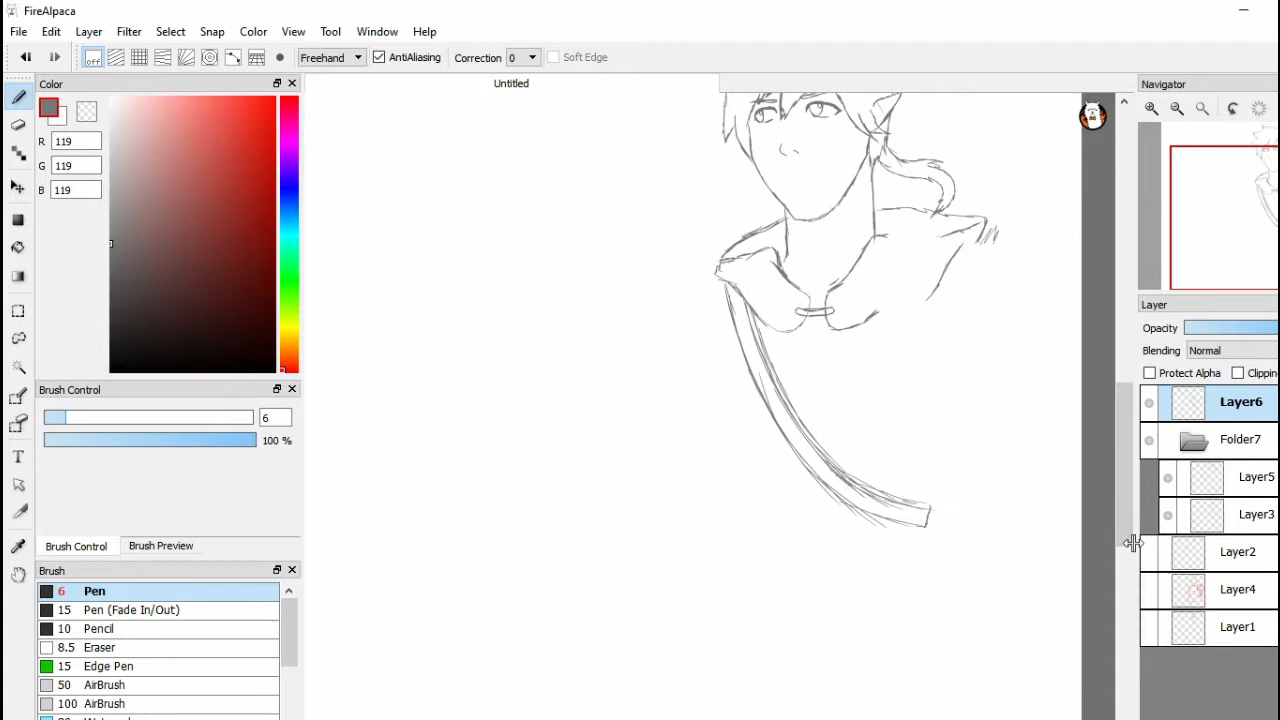 FireAlpaca
File Edit Layer Filter Select Snap Color View Tool Window Help
off Freehand AntiAliasing Correction 0 Soft Edge
Color Untitled Navigator
R 119
G 119
B 119
Layer
Opacity
Blending Normal
Protect Alpha Clippin
Brush Control
6
100 %
Layer6
Folder7
Layer5
Layer3
Layer2
Layer4
Layer1
Brush Control Brush Preview
Brush
6 Pen
15 Pen (Fade In/Out)
10 Pencil
8.5 Eraser
15 Edge Pen
50 AirBrush
100 AirBrush